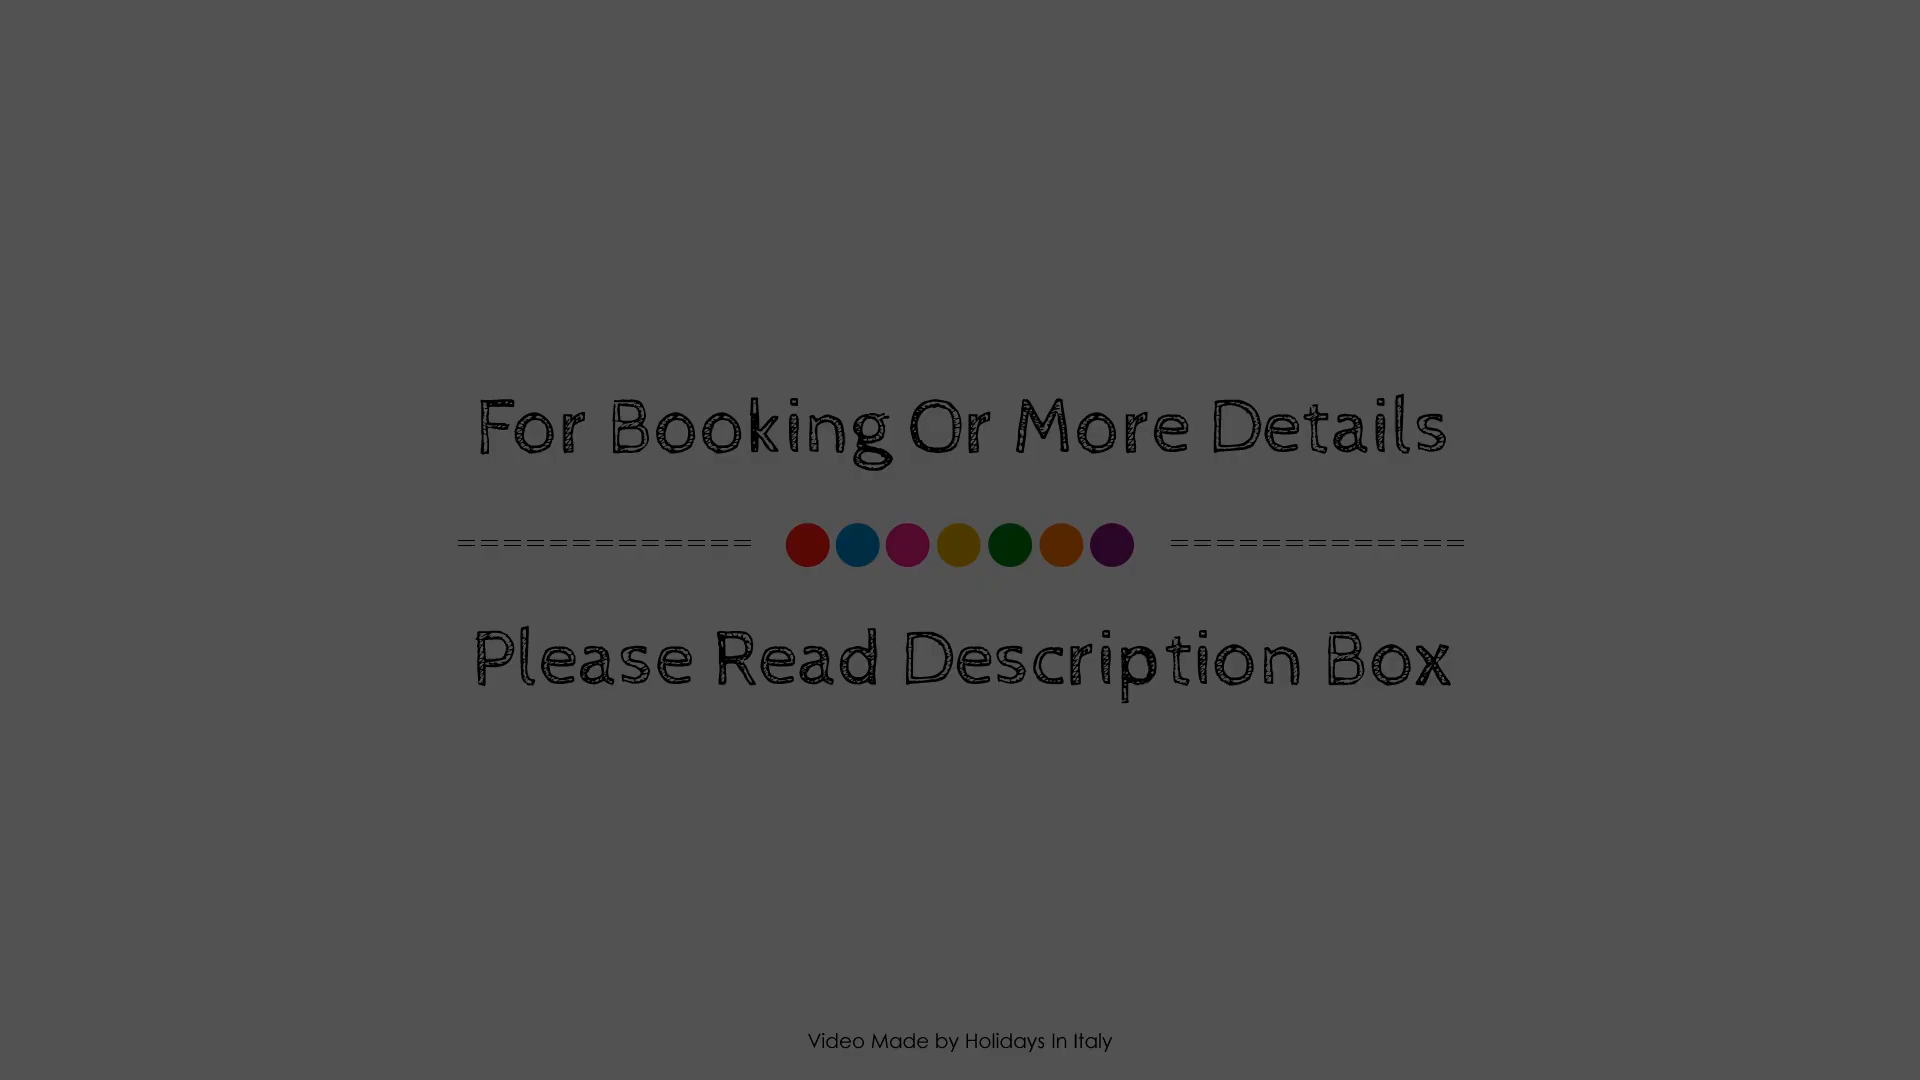 For Booking Or More Details
============= =============
Please Read Description Box
Video Made by Holidays In Italy